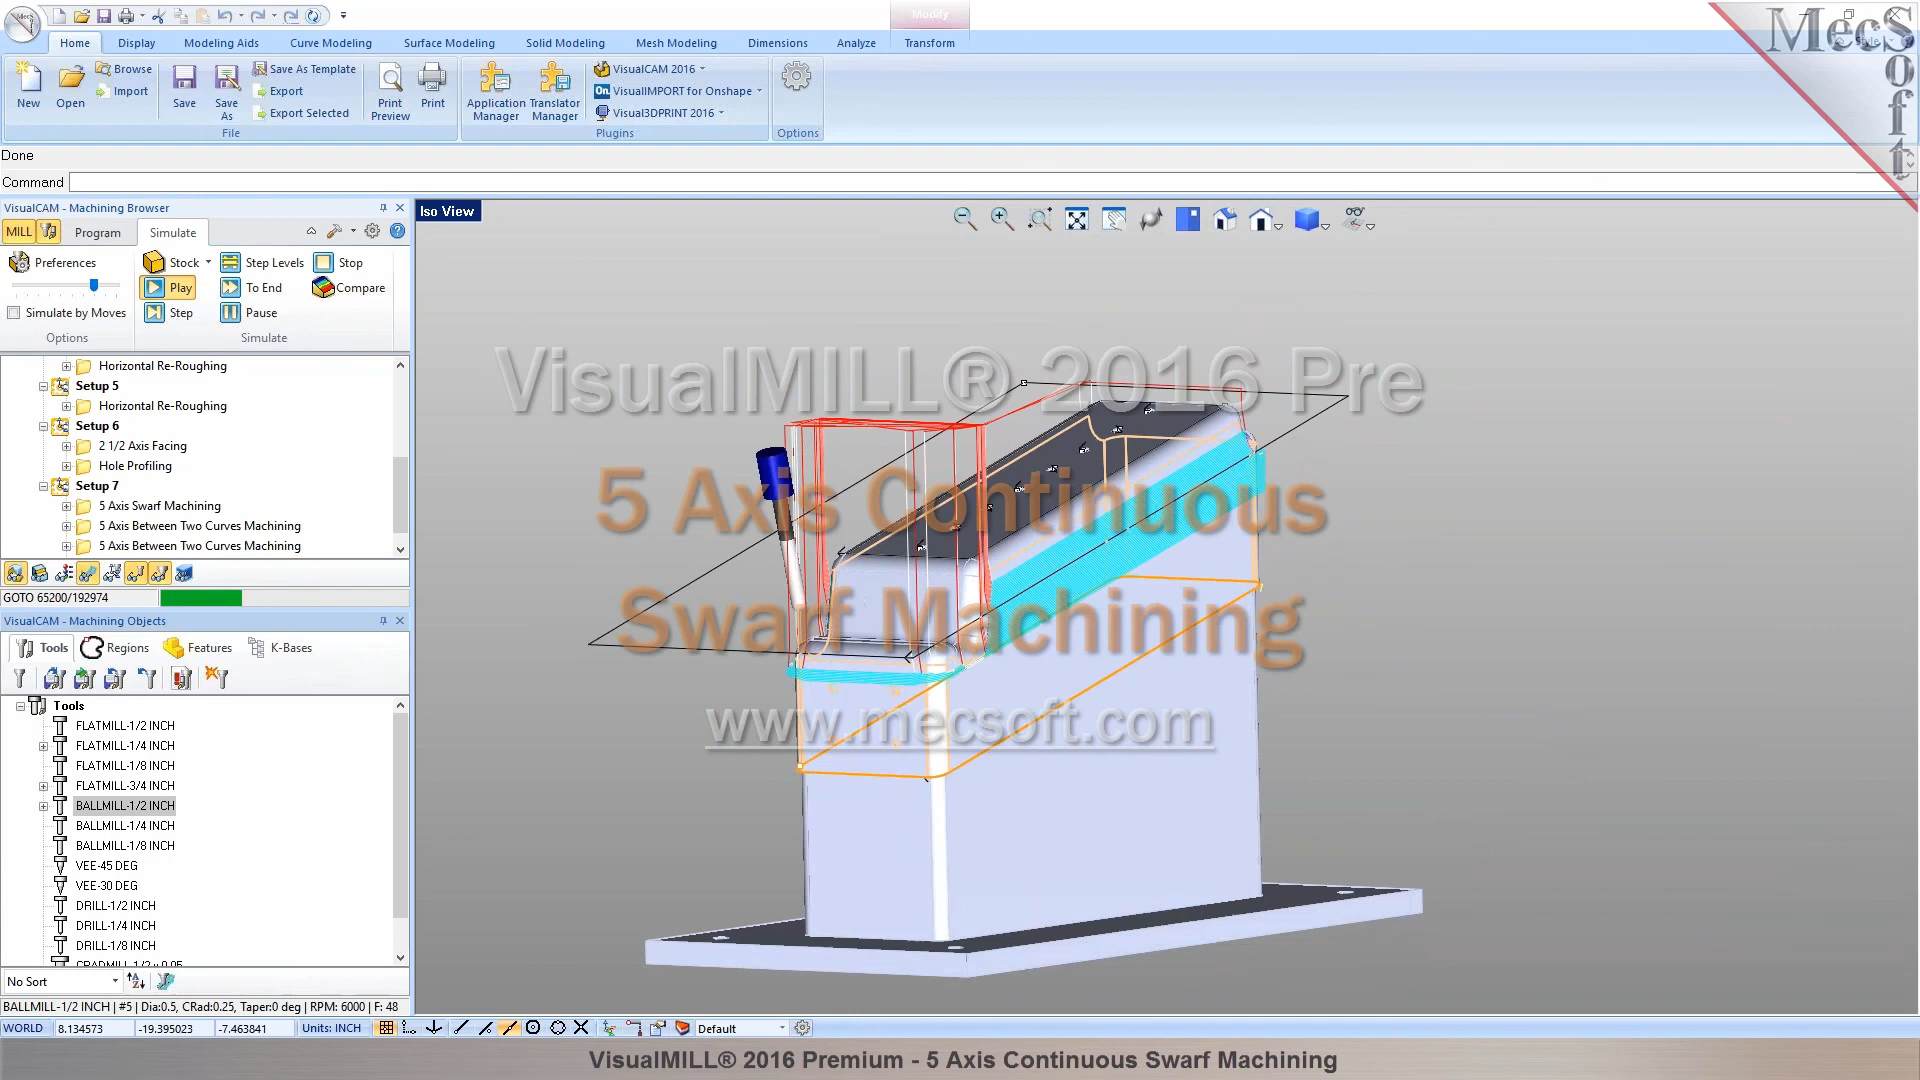 Modify
Home Display Modeling Aids Curve Modeling Surface Modeling Solid Modeling Mesh Modeling Dimensions Analyze Transform
MecSoft
New Open Browse Import Save Save As Save As Template Export Export Selected Print Preview Print
File
Application Manager Translator Manager VisualCAM 2016 VisualIMPORT for Onshape Visual3DPRINT 2016
Plugins
Options
Done
Command
VisualCAM - Machining Browser
MILL Program Simulate
Preferences Stock Step Levels Stop
Play To End Compare
Simulate by Moves Step Pause
Options Simulate
Horizontal Re-Roughing
Setup 5
Horizontal Re-Roughing
Setup 6
2 1/2 Axis Facing
Hole Profiling
Setup 7
5 Axis Swarf Machining
5 Axis Between Two Curves Machining
5 Axis Between Two Curves Machining
GOTO 65200/192974
VisualCAM - Machining Objects
Tools Regions Features K-Bases
Tools
FLATMILL-1/2 INCH
FLATMILL-1/4 INCH
FLATMILL-1/8 INCH
FLATMILL-3/4 INCH
BALLMILL-1/2 INCH
BALLMILL-1/4 INCH
BALLMILL-1/8 INCH
VEE-45 DEG
VEE-30 DEG
DRILL-1/2 INCH
DRILL-1/4 INCH
DRILL-1/8 INCH
No Sort
BALLMILL-1/2 INCH | #5 | Dia:0.5, CRad:0.25, Taper:0 deg | RPM: 6000 | F: 48
Iso View
VisualMILL® 2016 Pre
5 Axis Continuous
Swarf Machining
www.mecsoft.com
WORLD 8.134573 -19.395023 -7.463841 Units: INCH Default
VisualMILL® 2016 Premium - 5 Axis Continuous Swarf Machining